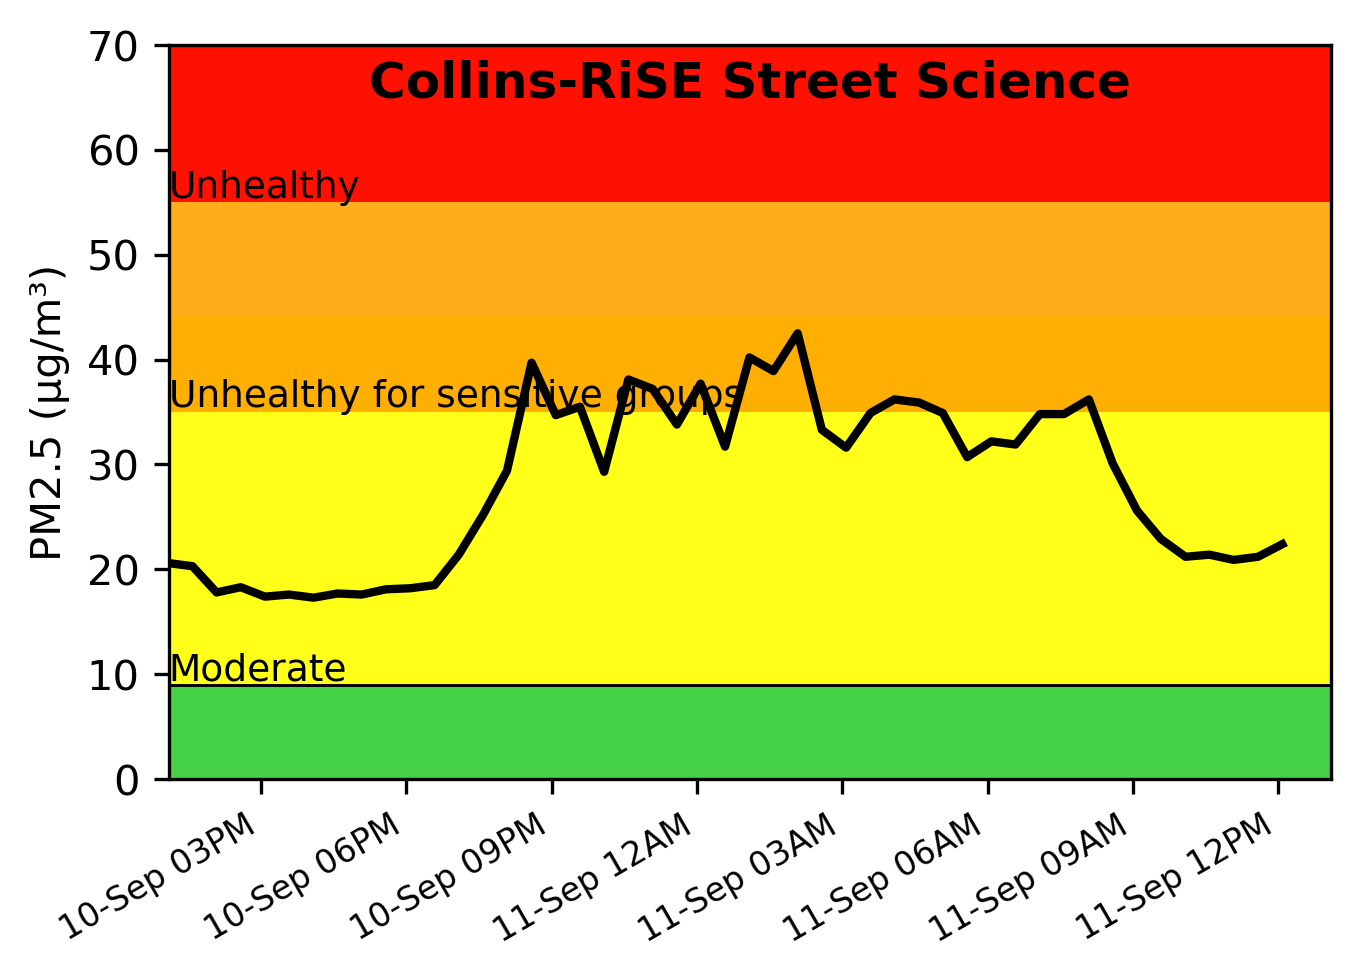 Collins-RiSE Street Science
70
60
50
40
30
20
10
0
PM2.5 (µg/m³)
Unhealthy
Unhealthy for sensitive groups
Moderate
10-Sep 03PM
10-Sep 06PM
10-Sep 09PM
11-Sep 12AM
11-Sep 03AM
11-Sep 06AM
11-Sep 09AM
11-Sep 12PM